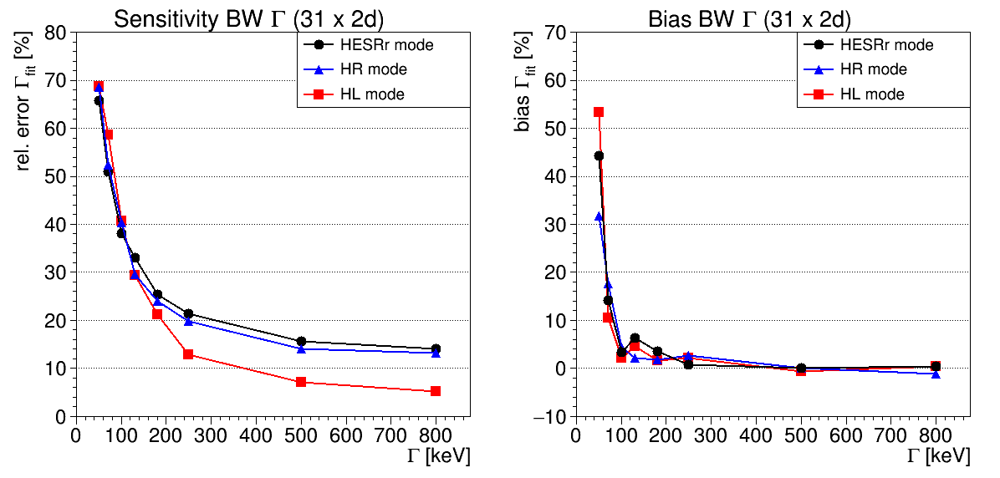 Sensitivity BW Γ (31 x 2d)
rel. error Γfit [%]
80
70
60
50
40
30
20
10
0
HESRr mode
HR mode
HL mode
0 100 200 300 400 500 600 700 800
Γ [keV]
Bias BW Γ (31 x 2d)
bias Γfit [%]
70
60
50
40
30
20
10
0
−10
HESRr mode
HR mode
HL mode
0 100 200 300 400 500 600 700 800
Γ [keV]